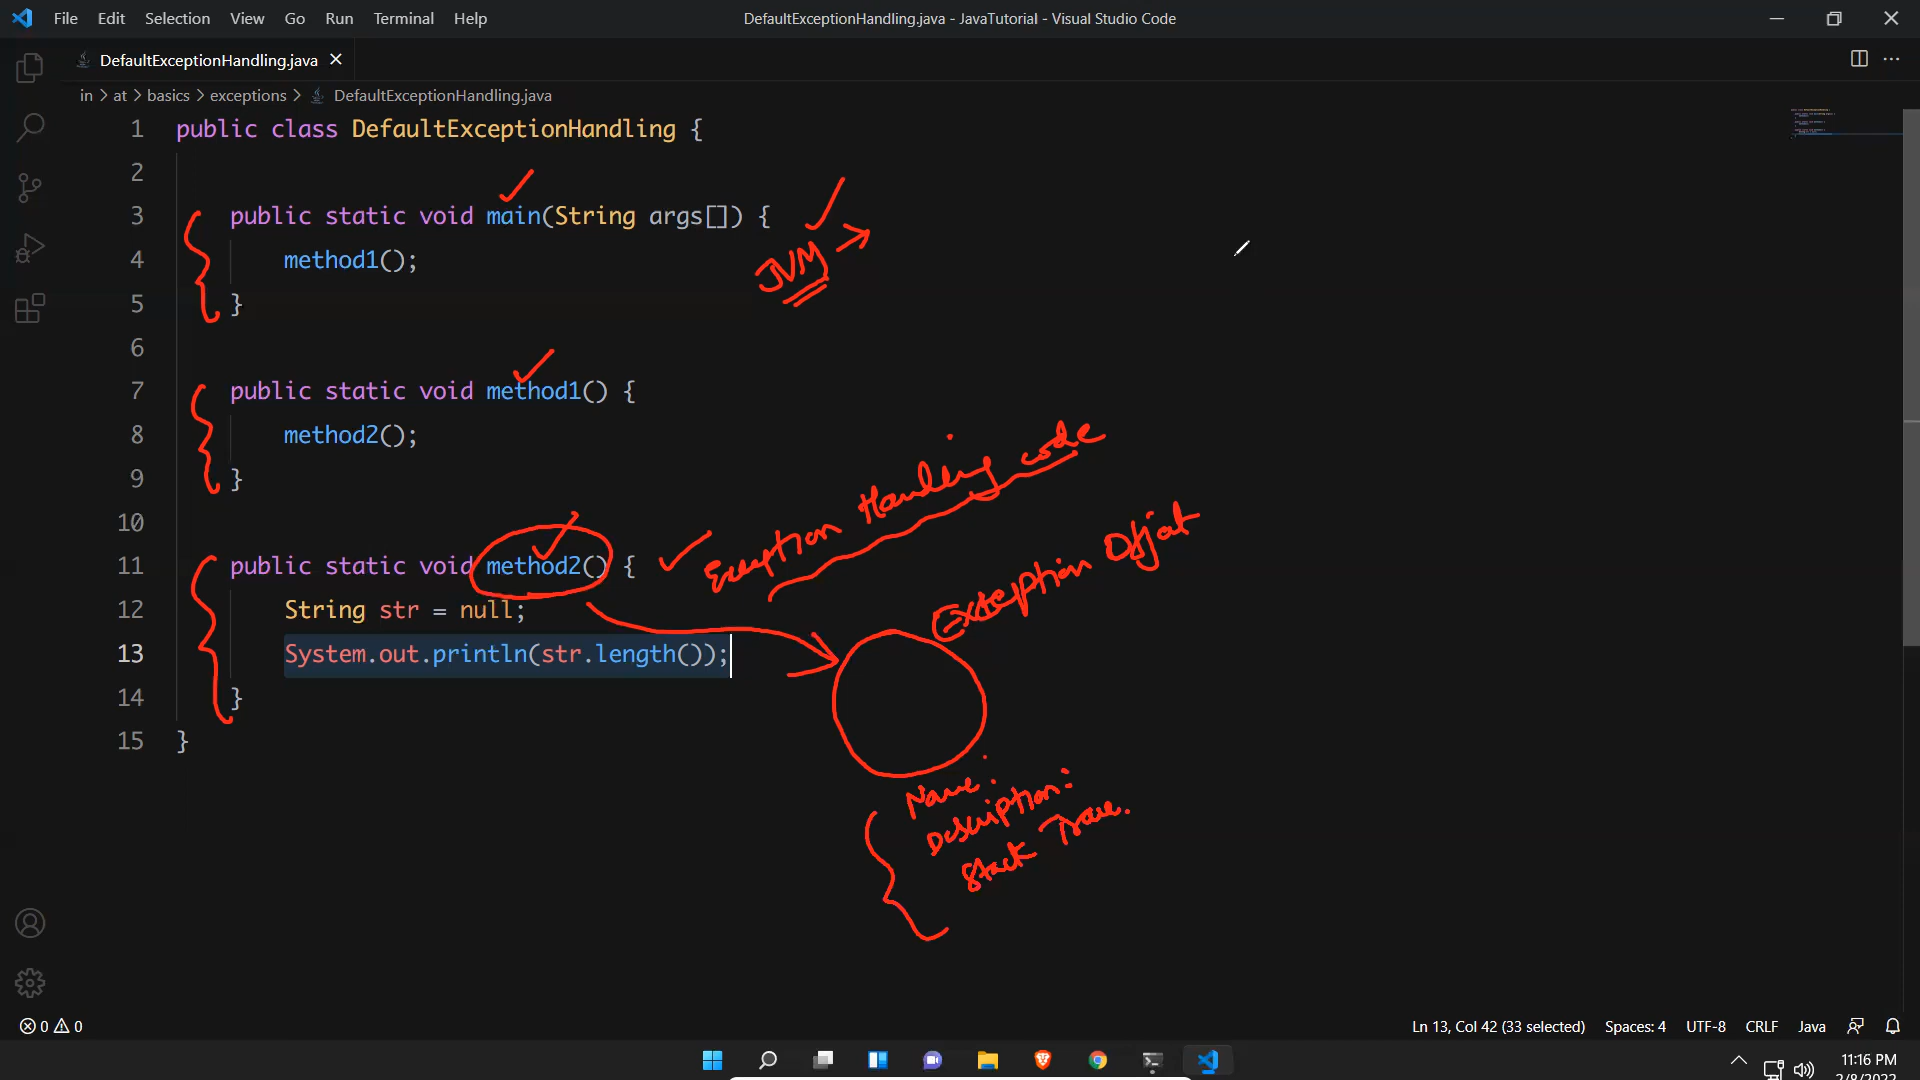 File Edit Selection View Go Run Terminal Help
DefaultExceptionHandling.java - JavaTutorial - Visual Studio Code
DefaultExceptionHandling.java
in > at > basics > exceptions > DefaultExceptionHandling.java
1 public class DefaultExceptionHandling {
2
3 public static void main(String args[]) {
4 method1();
JVM
5 }
6
7 public static void method1() {
8 method2();
9 }
10
Exception Handling code
11 public static void method2() {
Exception Object
12 String str = null;
13 System.out.println(str.length());
14 }
15 }
Name:
Description:
Stack Trace.
0 0
Ln 13, Col 42 (33 selected) Spaces: 4 UTF-8 CRLF Java
11:16 PM
2/8/2022